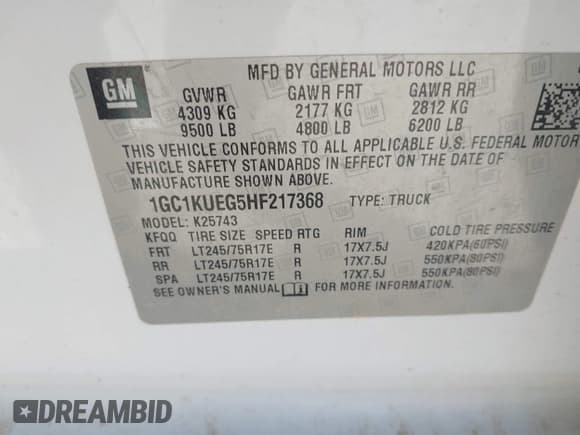 GM
MFD BY GENERAL MOTORS LLC
GVWR GAWR FRT GAWR RR
4309 KG 2177 KG 2812 KG
9500 LB 4800 LB 6200 LB
THIS VEHICLE CONFORMS TO ALL APPLICABLE U.S. FEDERAL MOTOR
VEHICLE SAFETY STANDARDS IN EFFECT ON THE DATE OF
MANUFACTURE SHOWN ABOVE.
1GC1KUEG5HF217368 TYPE: TRUCK
MODEL: K25743
KFQQ TIRE SIZE SPEED RTG RIM COLD TIRE PRESSURE
FRT LT245/75R17E R 17X7.5J 420KPA(60PSI)
RR LT245/75R17E R 17X7.5J 550KPA(80PSI)
SPA LT245/75R17E R 17X7.5J 550KPA(80PSI)
SEE OWNER'S MANUAL FOR MORE INFORMATION.
DREAMBID